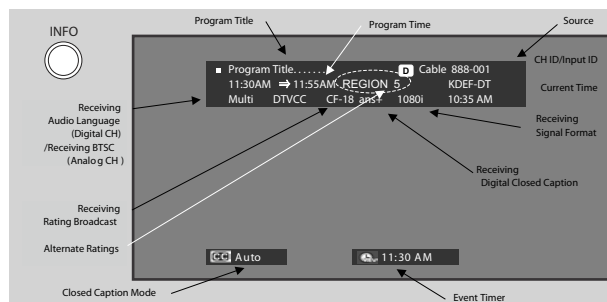 INFO
Program Title
Program Time
Source
Program Title.......
D Cable 888-001
CH ID/Input ID
11:30AM ⇒ 11:55AM REGION 5
KDEF-DT
Current Time
Multi DTVCC CF-18 ans+ 1080i 10:35 AM
Receiving
Audio Language
(Digital CH)
/Receiving BTSC
(Analog CH)
Receiving
Signal Format
Receiving
Digital Closed Caption
Receiving
Rating Broadcast
Alternate Ratings
CC Auto
11:30 AM
Closed Caption Mode
Event Timer